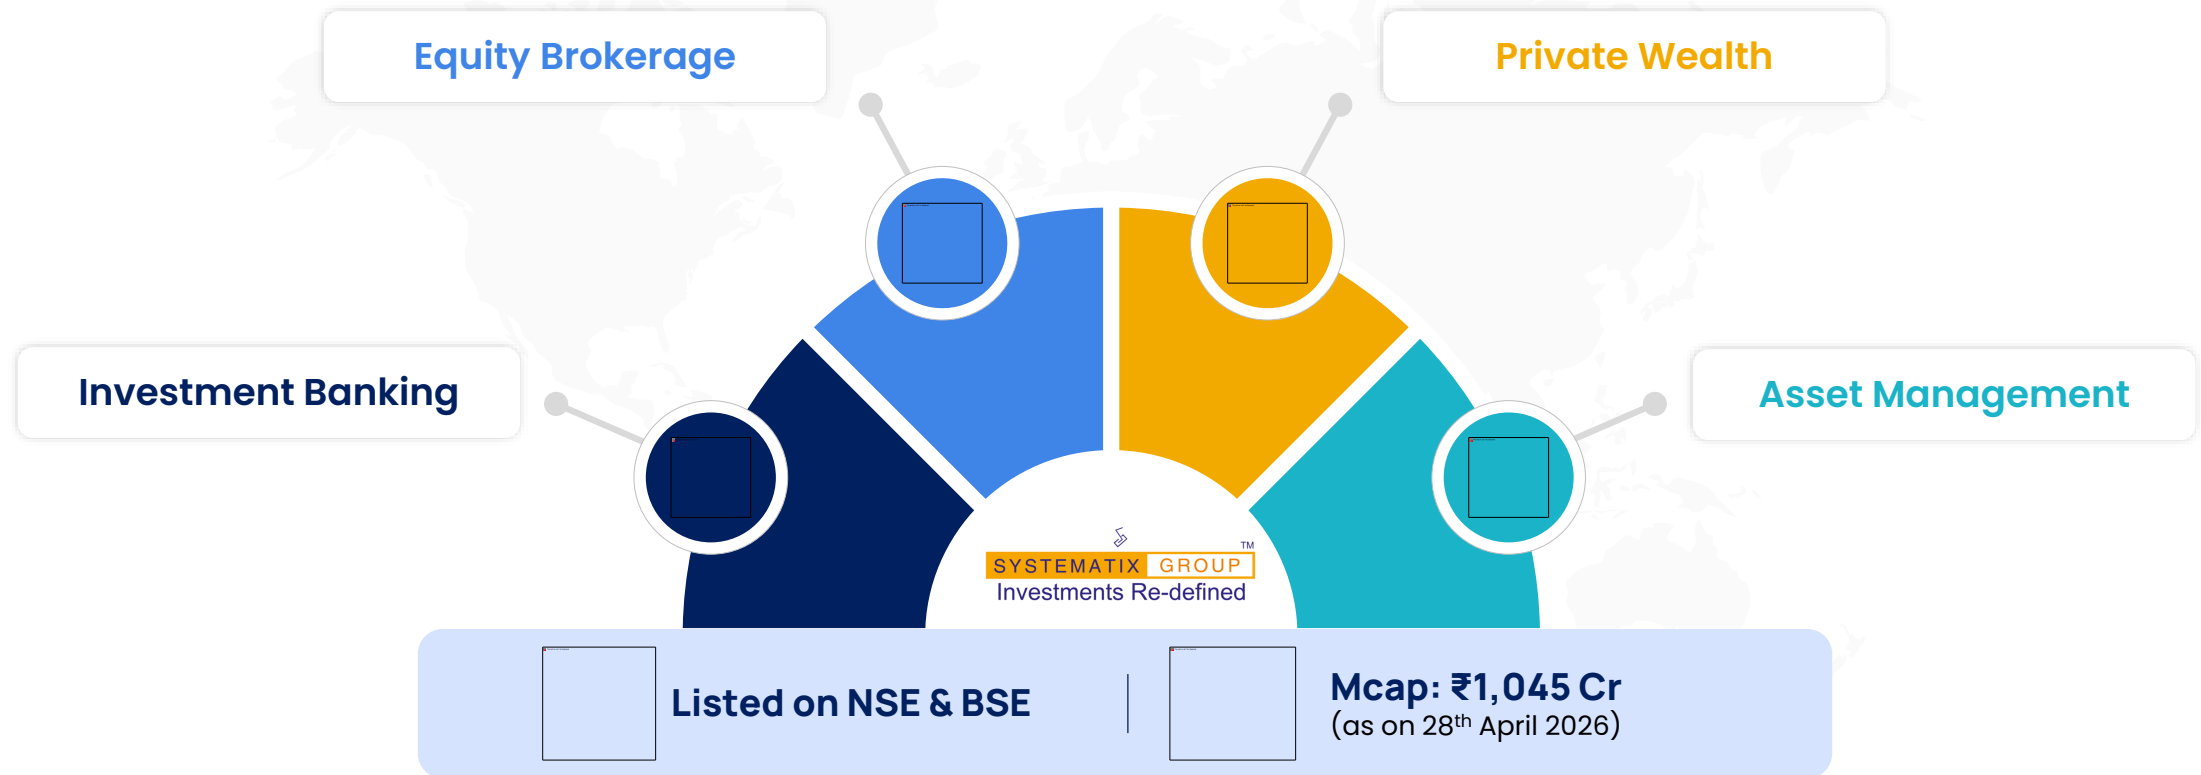 Equity Brokerage
Private Wealth
Investment Banking
Asset Management
TM
SYSTEMATIX GROUP
Investments Re-defined
Listed on NSE & BSE
Mcap: ₹1,045 Cr
(as on 28th April 2026)